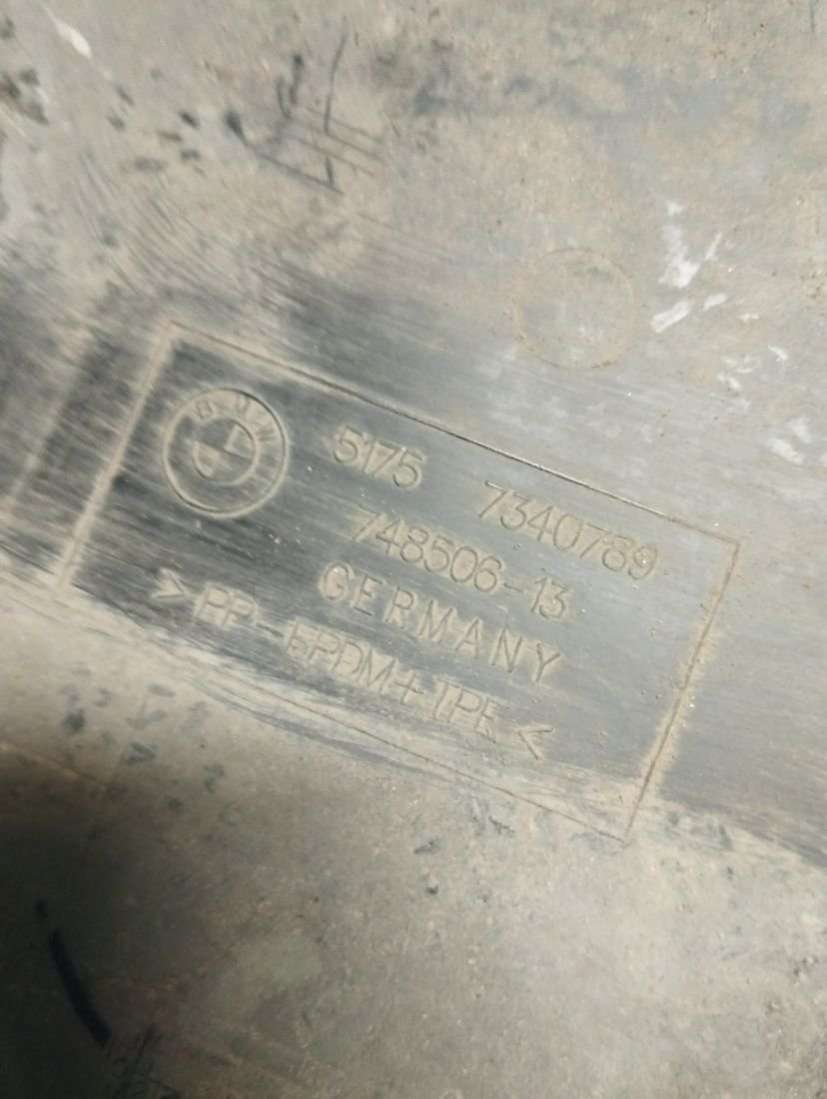 BMW
5175 7340789
748506-13
GERMANY
>PP-EPDM+TPE<